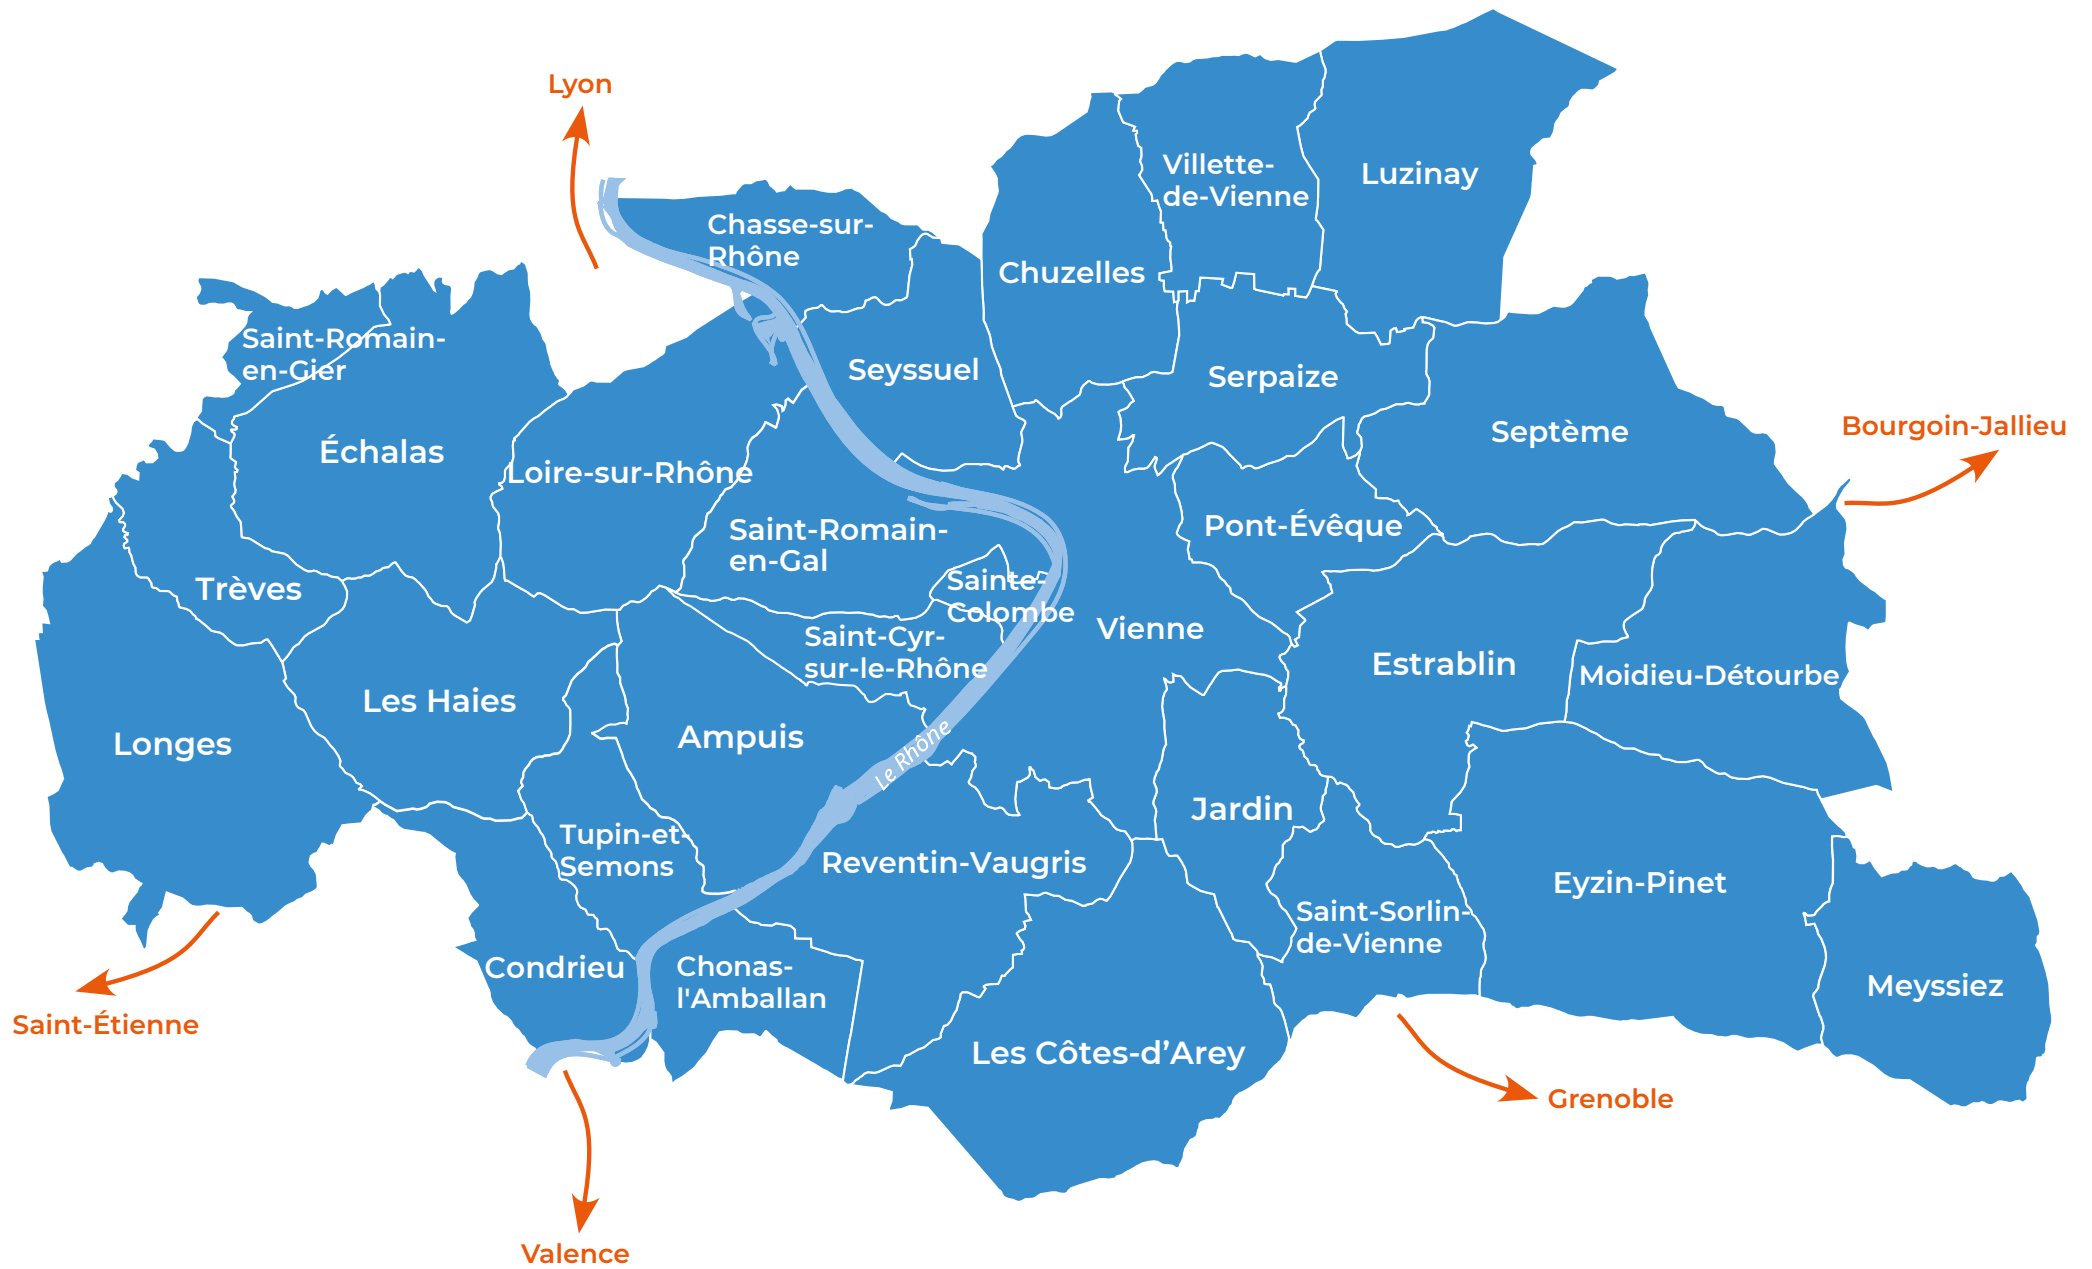 Lyon
Villette-
de-Vienne
Luzinay
Chasse-sur-
Rhône
Chuzelles
Saint-Romain-
en-Gier
Seyssuel
Serpaize
Septème
Bourgoin-Jallieu
Échalas
Loire-sur-Rhône
Saint-Romain-
en-Gal
Pont-Évêque
Trèves
Sainte-
Colombe
Vienne
Saint-Cyr-
sur-le-Rhône
Estrablin
Moidieu-Détourbe
Les Haies
Longes
Ampuis
Le Rhône
Jardin
Tupin-et-
Semons
Reventin-Vaugris
Eyzin-Pinet
Saint-Sorlin-
de-Vienne
Condrieu
Chonas-
l'Amballan
Meyssiez
Saint-Étienne
Les Côtes-d’Arey
Grenoble
Valence